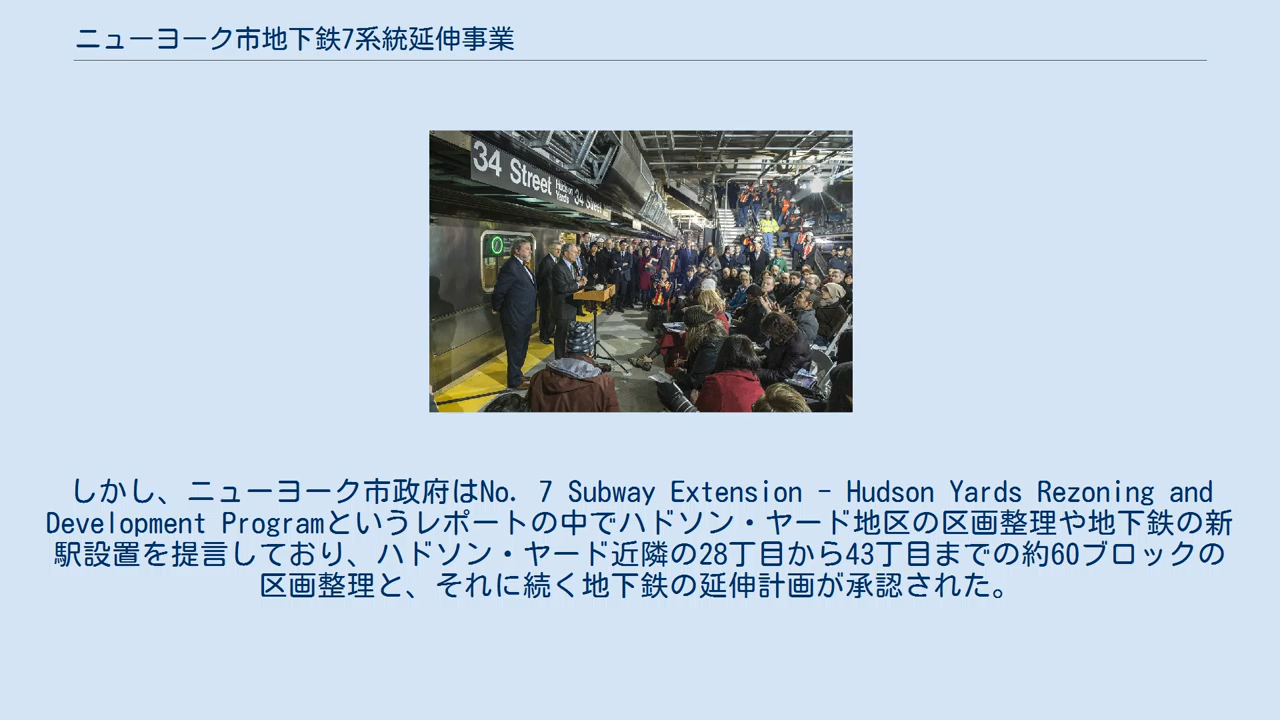 ニューヨーク市地下鉄7系統延伸事業
34 Street Hudson Yards 34 Street
しかし、ニューヨーク市政府はNo. 7 Subway Extension - Hudson Yards Rezoning and
Development Programというレポートの中でハドソン・ヤード地区の区画整理や地下鉄の新
駅設置を提言しており、ハドソン・ヤード近隣の28丁目から43丁目までの約60ブロックの
区画整理と、それに続く地下鉄の延伸計画が承認された。